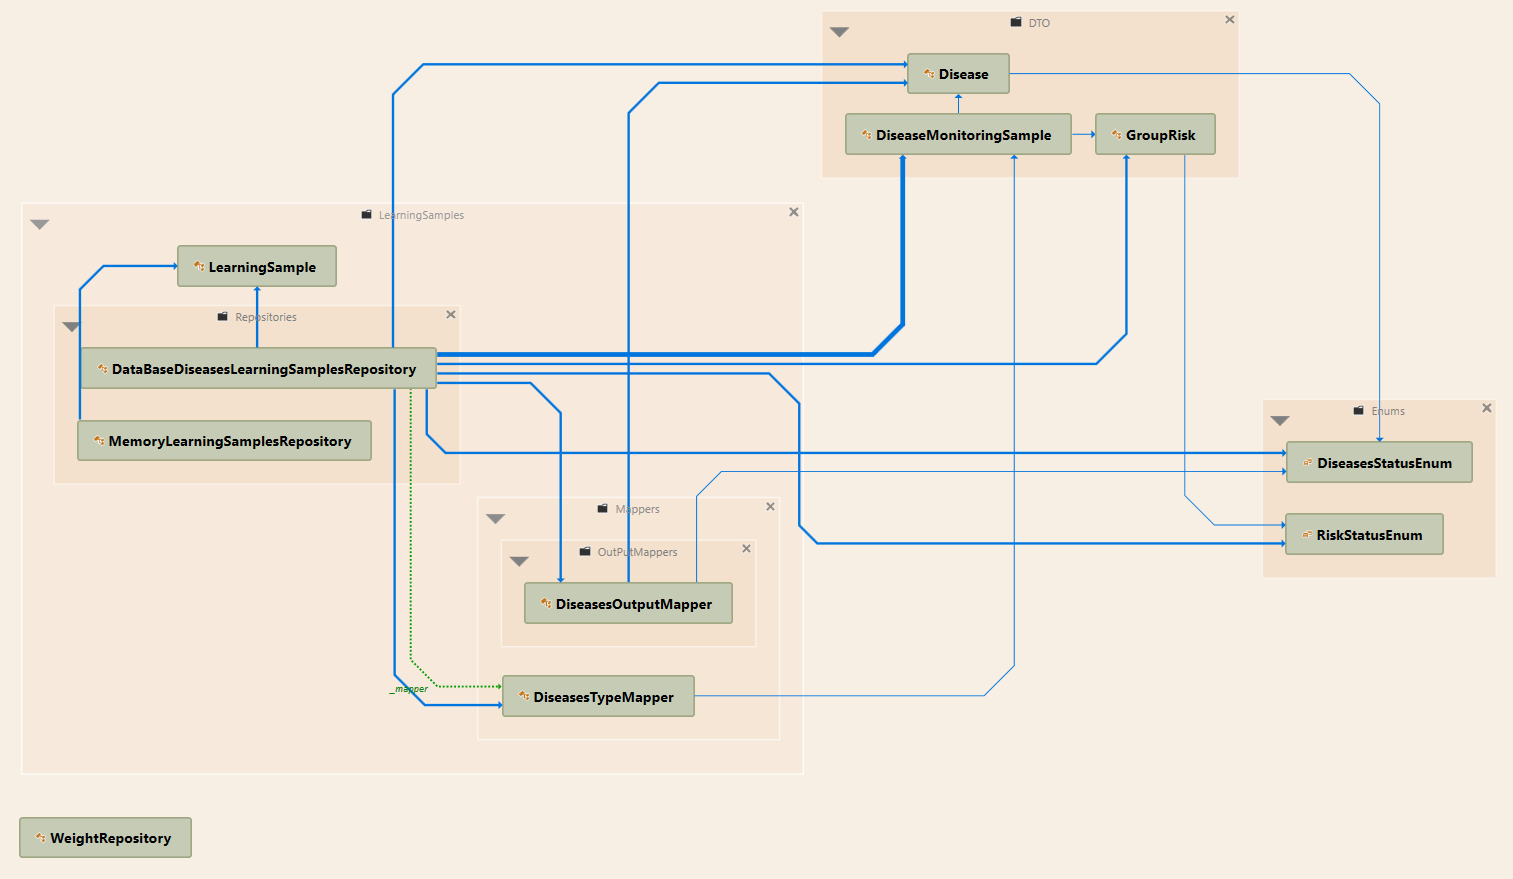 DTO
Disease
DiseaseMonitoringSample
GroupRisk
LearningSamples
LearningSample
Repositories
DataBaseDiseasesLearningSamplesRepository
MemoryLearningSamplesRepository
Enums
DiseasesStatusEnum
RiskStatusEnum
Mappers
OutPutMappers
DiseasesOutputMapper
_mapper
DiseasesTypeMapper
WeightRepository